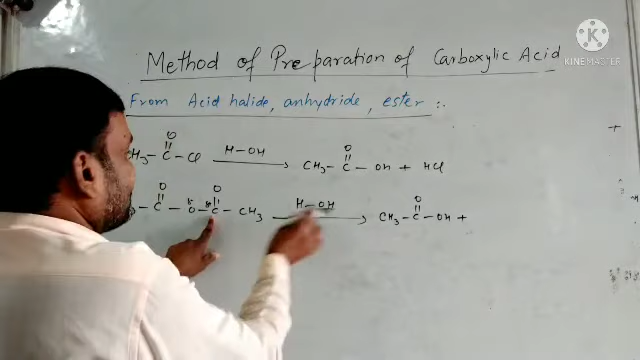 Method of Preparation of Carboxylic Acid
K
KINEMASTER
From Acid halide, anhydride, ester :-
O O
CH₃-C-Cl H-OH CH₃-C-OH + HCl
O O O
C-O-C-CH₃ H-OH CH₃-C-OH +